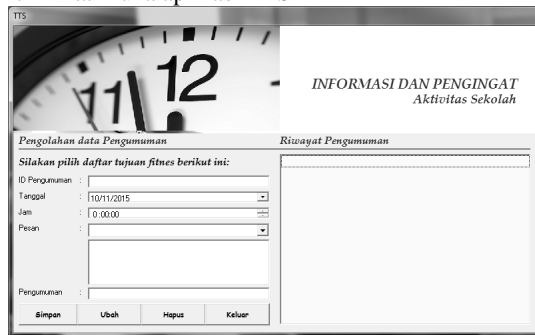 TTS
11 12
INFORMASI DAN PENGINGAT
Aktivitas Sekolah
Pengolahan data Pengumuman
Riwayat Pengumuman
Silakan pilih daftar tujuan fitnes berikut ini:
ID Pengumuman :
Tanggal : 10/11/2015
Jam : 0:00:00
Pesan :
Pengumuman :
Simpan Ubah Hapus Keluar